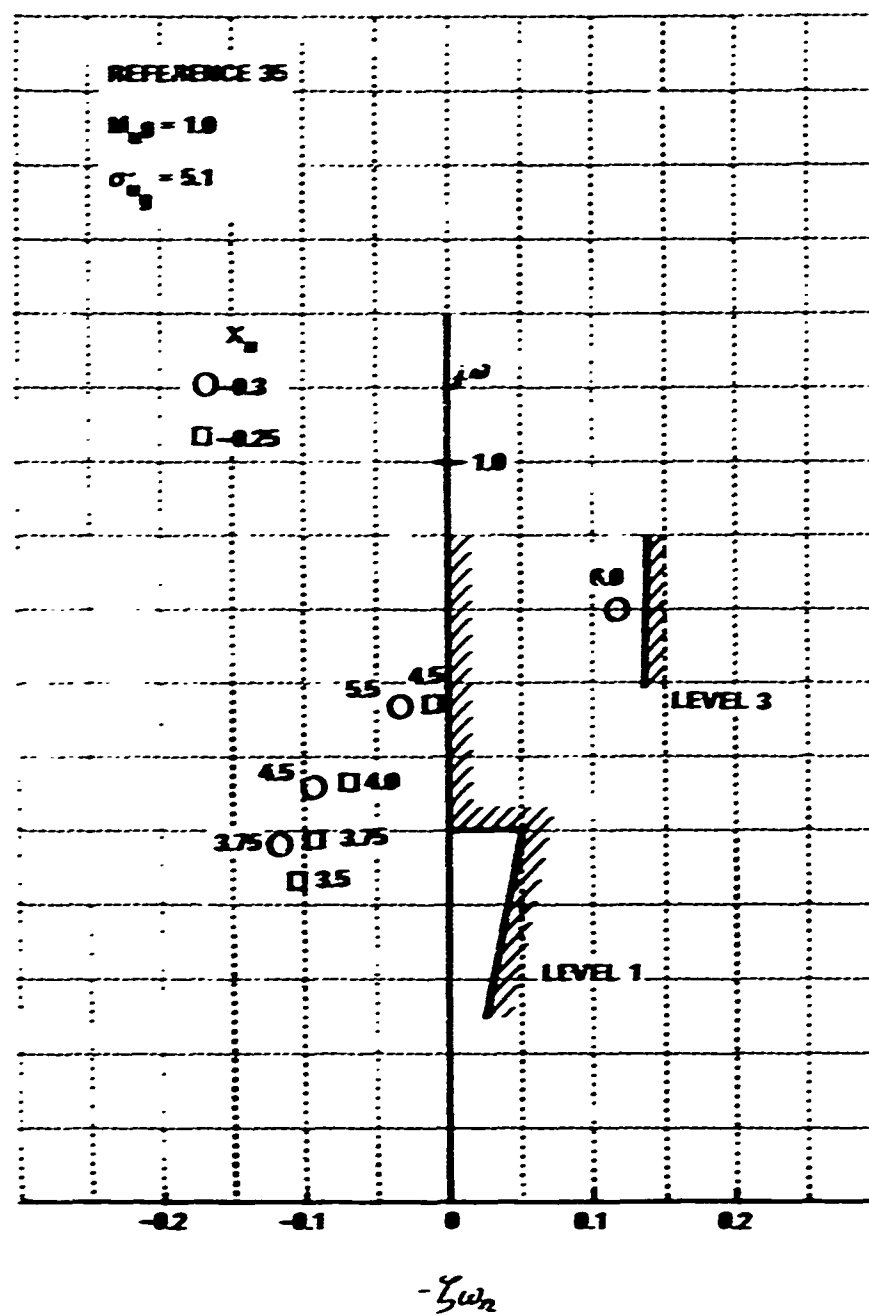 REFERENCE 35
M_u g = 1.0
σ_u_g = 5.1
X_u
-0.3
-0.25
jω
1.0
6.0
LEVEL 3
4.5
5.5
4.5
4.0
3.75
3.75
3.5
LEVEL 1
-0.2
-0.1
0
0.1
0.2
-ζω_n